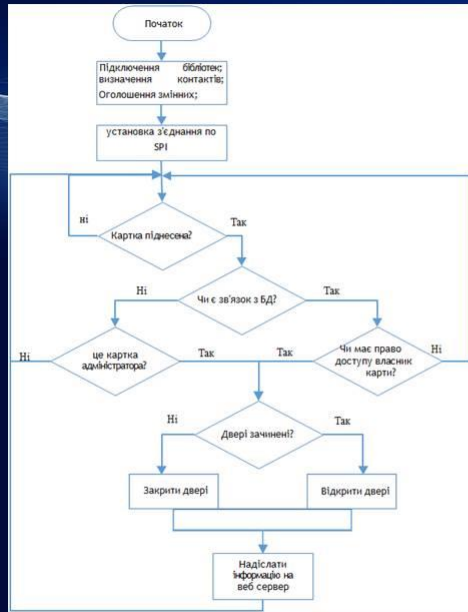 Початок
Підключення бібліотек;
визначення контактів;
Оголошення змінних;
установка з'єднання по
SPI
ні
Картка піднесена?
Так
Ні
Чи є зв'язок з БД?
Так
Ні
це картка
адміністратора?
Так
Так
Чи має право
доступу власник
карти?
Ні
Ні
Двері зачинені?
Так
Закрити двері
Відкрити двері
Надіслати
інформацію на
веб сервер